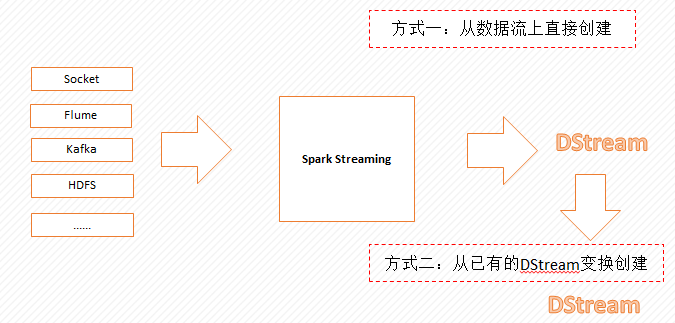 方式一：从数据流上直接创建
Socket
Flume
Kafka
HDFS
……
Spark Streaming
DStream
方式二：从已有的DStream变换创建
DStream